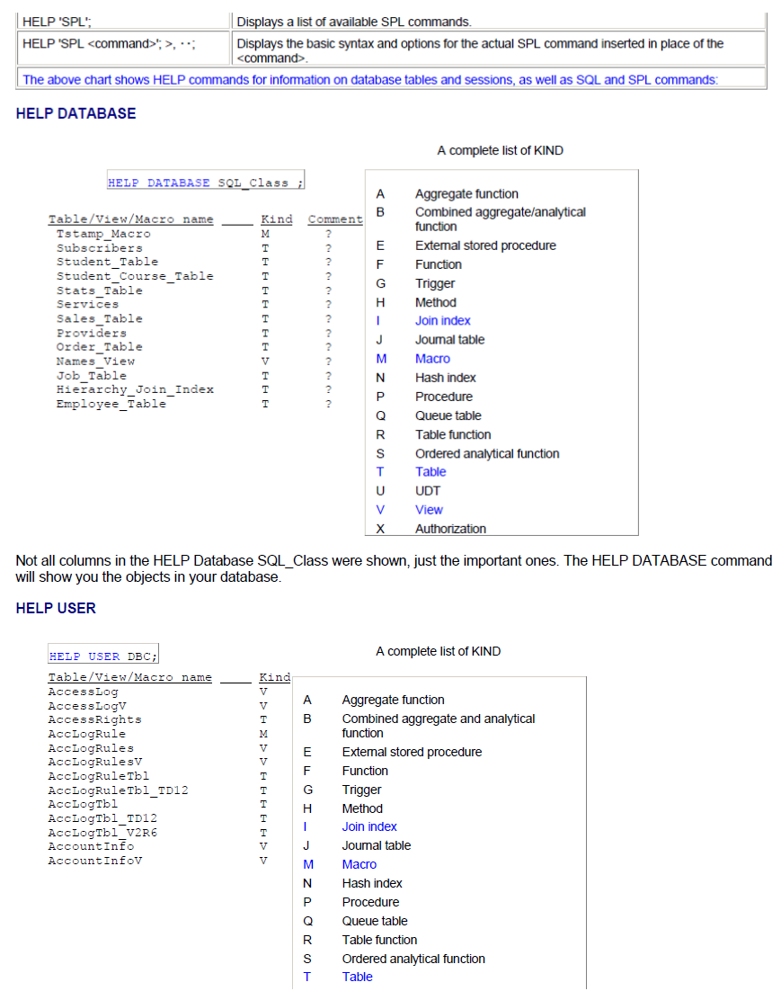 HELP 'SPL';
Displays a list of available SPL commands.
HELP 'SPL <command>'; >, ··;
Displays the basic syntax and options for the actual SPL command inserted in place of the
<command>.
The above chart shows HELP commands for information on database tables and sessions, as well as SQL and SPL commands:
HELP DATABASE
A complete list of KIND
HELP DATABASE SQL_Class ;
Table/View/Macro name ____ Kind Comment
Tstamp_Macro M ?
Subscribers T ?
Student_Table T ?
Student_Course_Table T ?
Stats_Table T ?
Services T ?
Sales_Table T ?
Providers T ?
Order_Table T ?
Names_View V ?
Job_Table T ?
Hierarchy_Join_Index T ?
Employee_Table T ?
A Aggregate function
B Combined aggregate/analytical
function
E External stored procedure
F Function
G Trigger
H Method
I Join index
J Journal table
M Macro
N Hash index
P Procedure
Q Queue table
R Table function
S Ordered analytical function
T Table
U UDT
V View
X Authorization
Not all columns in the HELP Database SQL_Class were shown, just the important ones. The HELP DATABASE command
will show you the objects in your database.
HELP USER
A complete list of KIND
HELP USER DBC;
Table/View/Macro name ____ Kind
AccessLog V
AccessLogV V
AccessRights T
AccLogRule M
AccLogRules V
AccLogRulesV V
AccLogRuleTbl T
AccLogRuleTbl_TD12 T
AccLogTbl T
AccLogTbl_TD12 T
AccLogTbl_V2R6 T
AccountInfo V
AccountInfoV V
A Aggregate function
B Combined aggregate and analytical
function
E External stored procedure
F Function
G Trigger
H Method
I Join index
J Journal table
M Macro
N Hash index
P Procedure
Q Queue table
R Table function
S Ordered analytical function
T Table